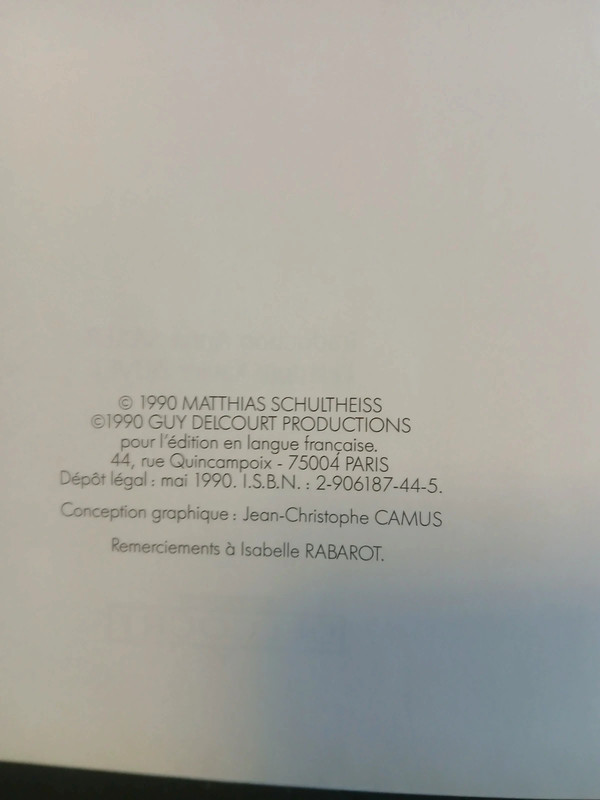 © 1990 MATTHIAS SCHULTHEISS
©1990 GUY DELCOURT PRODUCTIONS
pour l'édition en langue française.
44, rue Quincampoix - 75004 PARIS
Dépôt légal : mai 1990. I.S.B.N. : 2-906187-44-5.
Conception graphique : Jean-Christophe CAMUS
Remerciements à Isabelle RABAROT.